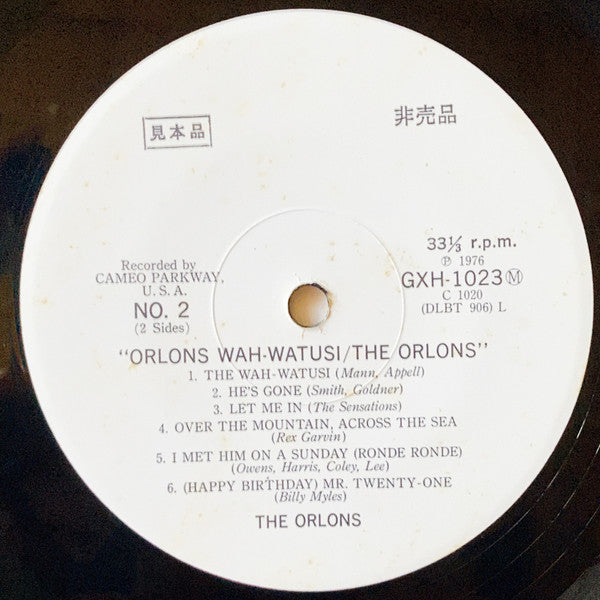 見本品
非売品
33⅓ r.p.m.
Ⓟ 1976
GXH-1023Ⓜ
C 1020
(DLBT 906) L
Recorded by
CAMEO PARKWAY,
U. S. A.
NO. 2
(2 Sides)
"ORLONS WAH-WATUSI/THE ORLONS"
1. THE WAH-WATUSI (Mann, Appell)
2. HE'S GONE (Smith, Goldner)
3. LET ME IN (The Sensations)
4. OVER THE MOUNTAIN, ACROSS THE SEA
(Rex Garvin)
5. I MET HIM ON A SUNDAY (RONDE RONDE)
(Owens, Harris, Coley, Lee)
6. (HAPPY BIRTHDAY) MR. TWENTY-ONE
(Billy Myles)
THE ORLONS